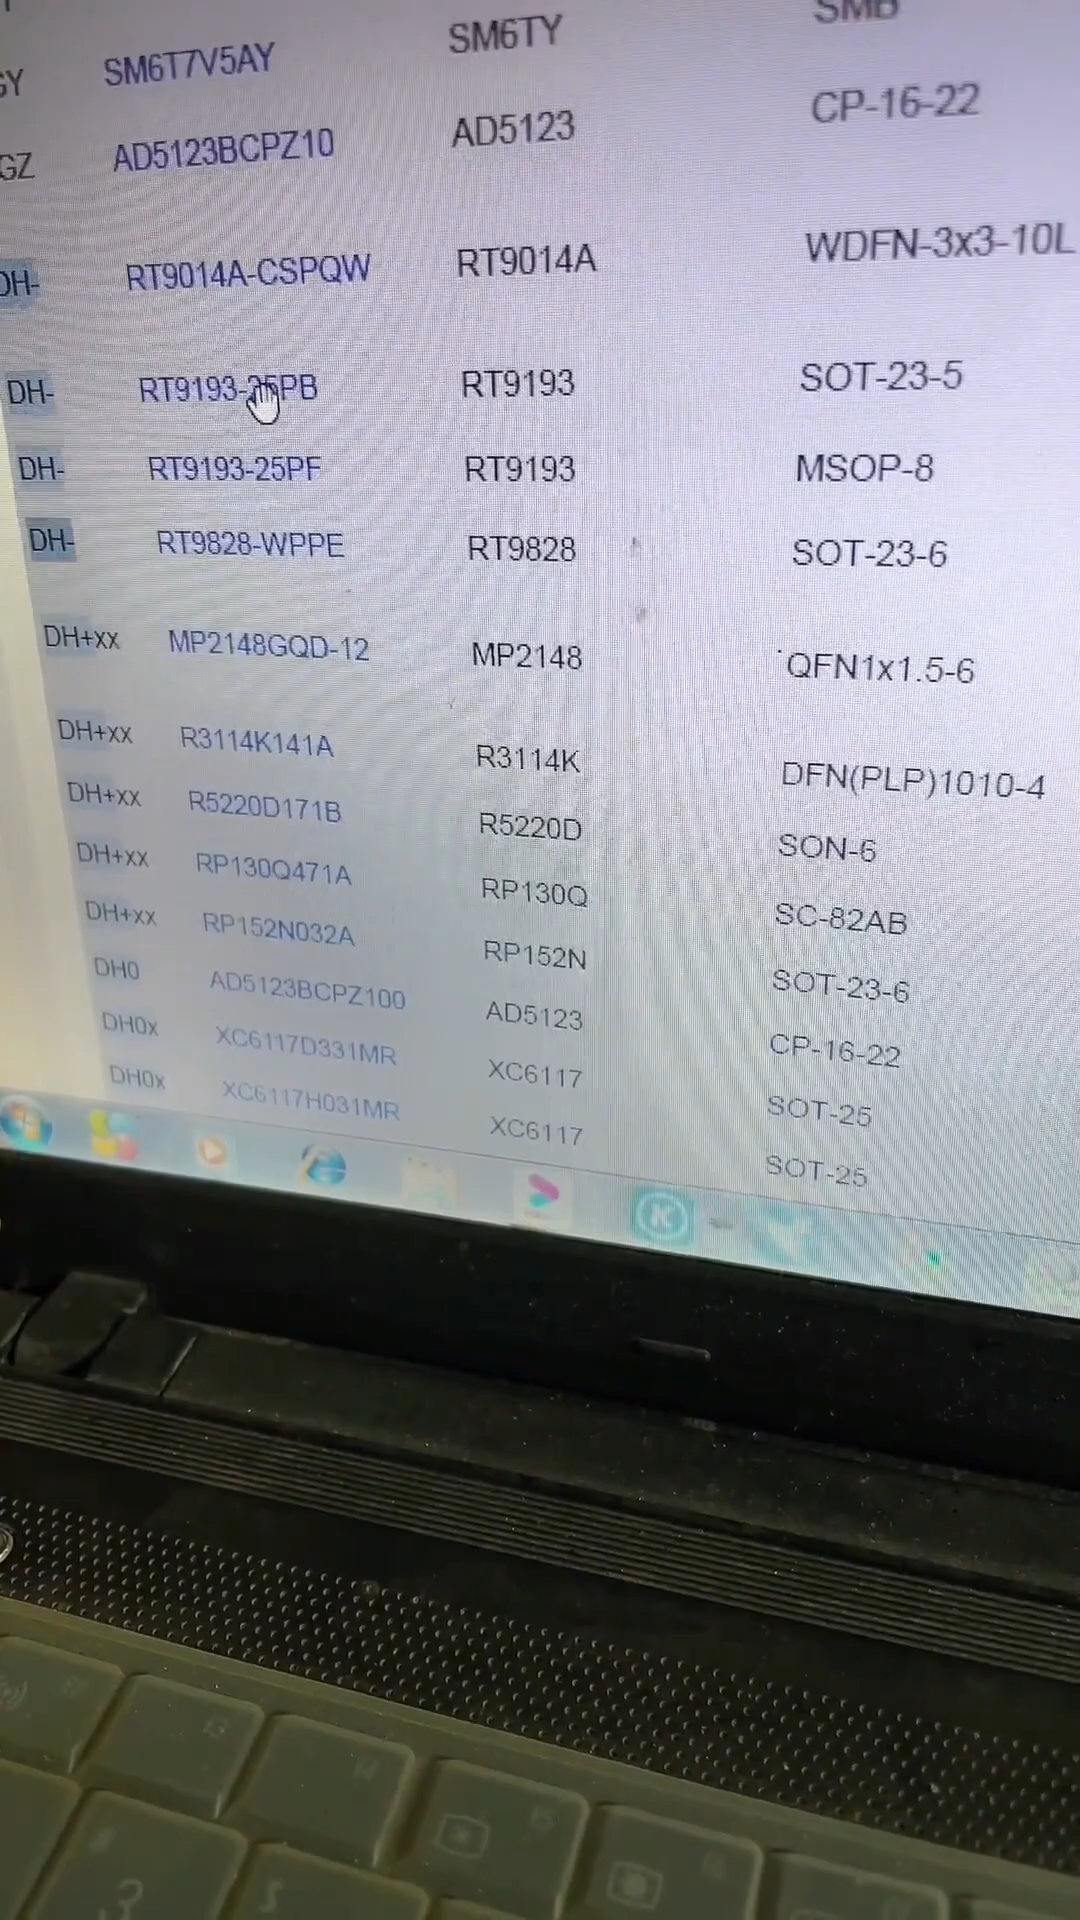 SMB
GY SM6T7V5AY SM6TY
GZ AD5123BCPZ10 AD5123 CP-16-22
DH- RT9014A-CSPQW RT9014A WDFN-3x3-10L
DH- RT9193-25PB RT9193 SOT-23-5
DH- RT9193-25PF RT9193 MSOP-8
DH- RT9828-WPPE RT9828 SOT-23-6
DH+xx MP2148GQD-12 MP2148 QFN1x1.5-6
DH+xx R3114K141A R3114K DFN(PLP)1010-4
DH+xx R5220D171B R5220D SON-6
DH+xx RP130Q471A RP130Q SC-82AB
DH+xx RP152N032A RP152N SOT-23-6
DH0 AD5123BCPZ100 AD5123 CP-16-22
DH0x XC6117D331MR XC6117 SOT-25
DH0x XC6117H031MR XC6117 SOT-25
K
3